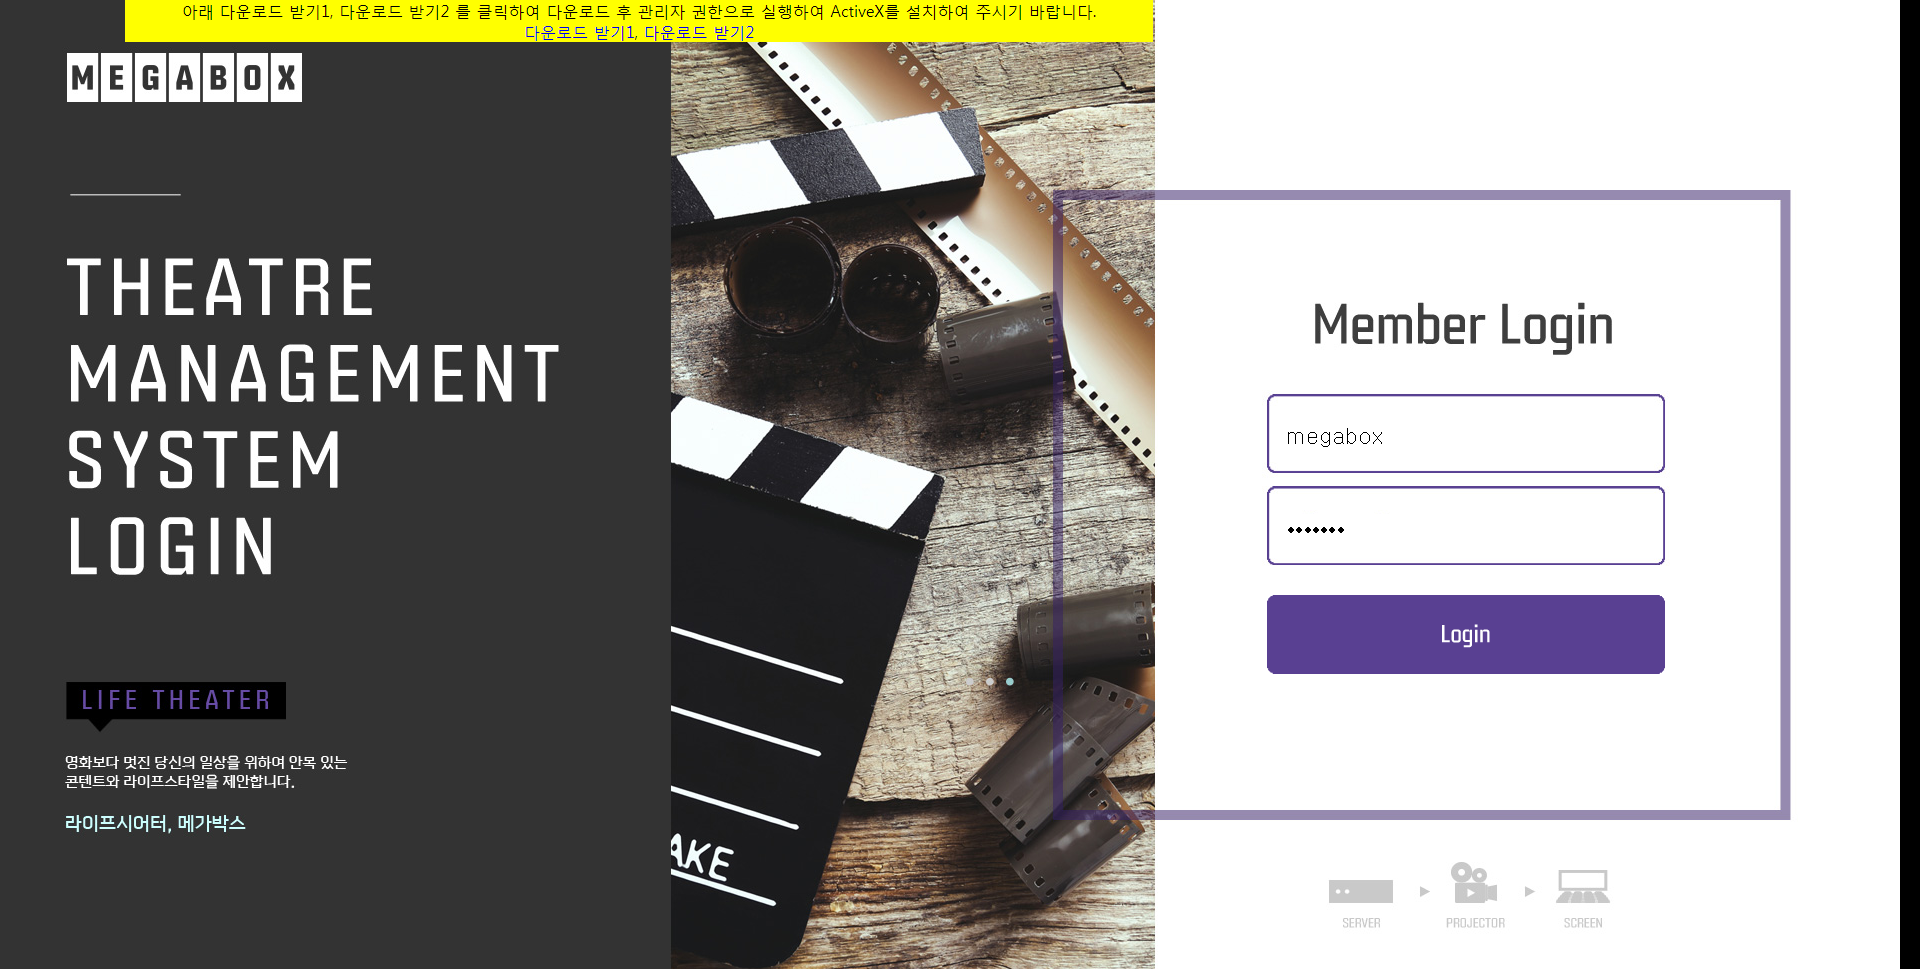 아래 다운로드 받기1, 다운로드 받기2 를 클릭하여 다운로드 후 관리자 권한으로 실행하여 ActiveX를 설치하여 주시기 바랍니다.
다운로드 받기1, 다운로드 받기2
MEGABOX
THEATRE
MANAGEMENT
SYSTEM
LOGIN
LIFE THEATER
영화보다 멋진 당신의 일상을 위하여 안목 있는
콘텐트와 라이프스타일을 제안합니다.
라이프시어터, 메가박스
AKE
Member Login
megabox
•••••••
Login
SERVER
PROJECTOR
SCREEN